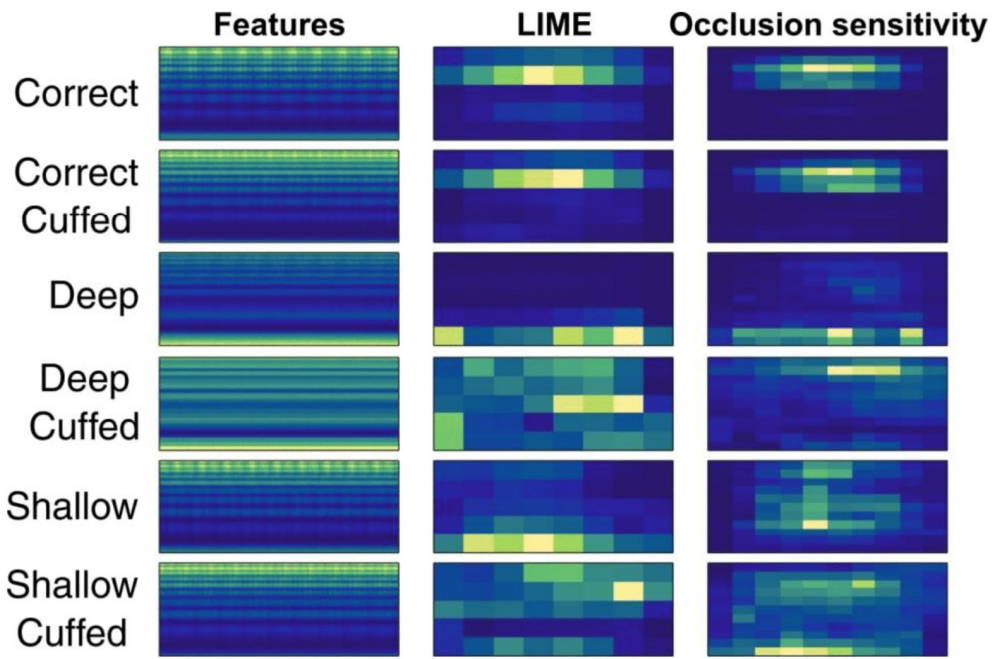 Features LIME Occlusion sensitivity
Correct
Correct
Cuffed
Deep
Deep
Cuffed
Shallow
Shallow
Cuffed